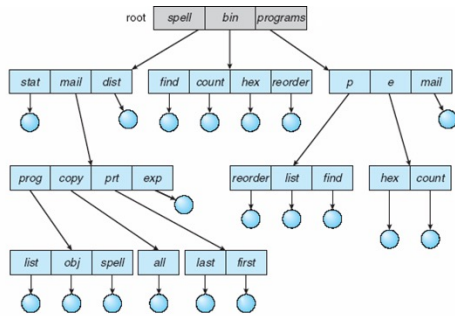 root spell bin programs
stat mail dist find count hex reorder p e mail
prog copy prt exp reorder list find hex count
list obj spell all last first